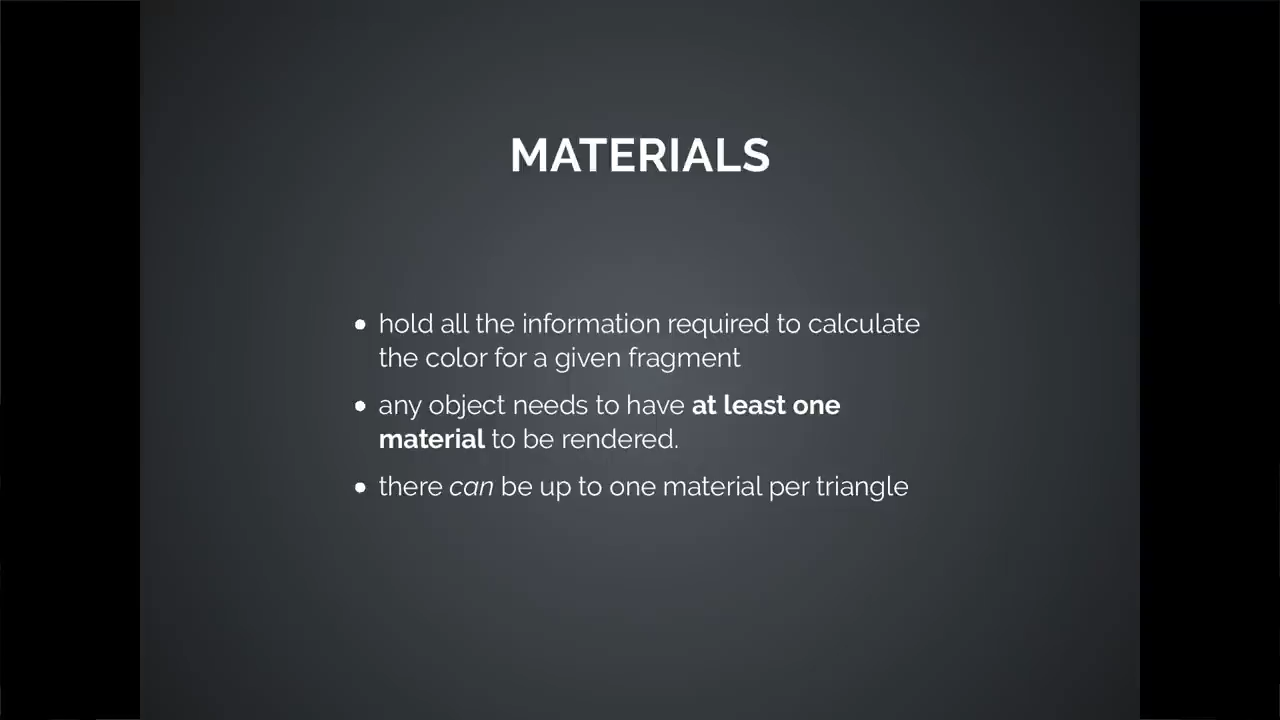 MATERIALS
• hold all the information required to calculate
the color for a given fragment
• any object needs to have at least one
material to be rendered.
• there can be up to one material per triangle